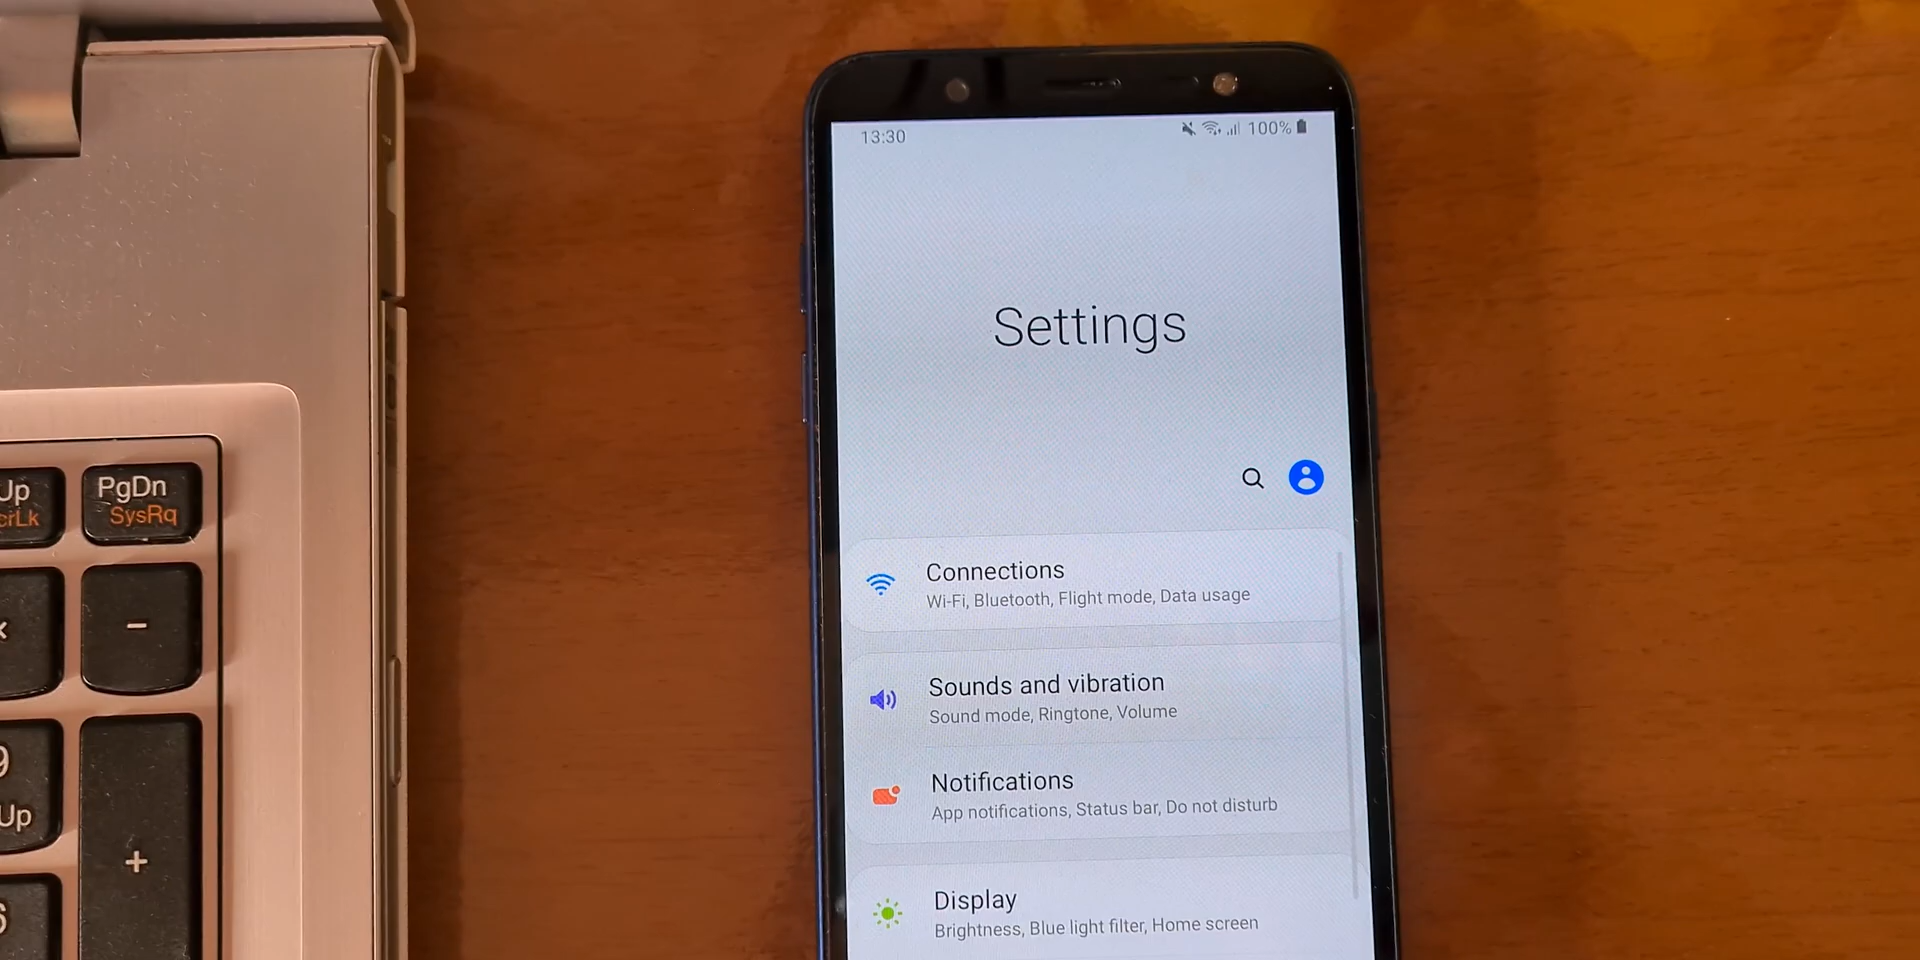 13:30 100%
Settings
Connections
Wi-Fi, Bluetooth, Flight mode, Data usage
Sounds and vibration
Sound mode, Ringtone, Volume
Notifications
App notifications, Status bar, Do not disturb
Display
Brightness, Blue light filter, Home screen
Up PgDn
crLk SysRq
-
9
Up
+
6